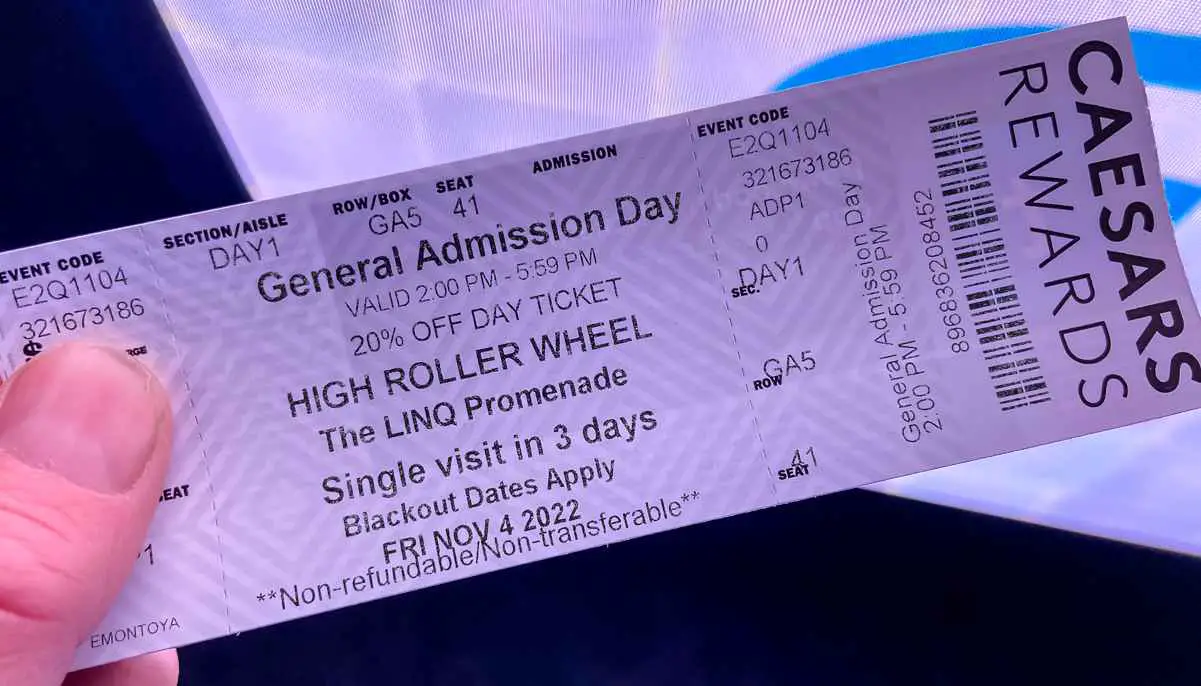 EVENT CODE
E2Q1104
321673186
$
EMONTOYA
SECTION/AISLE ROW/BOX SEAT ADMISSION
DAY1 GA5 41
General Admission Day
VALID 2:00 PM - 5:59 PM
20% OFF DAY TICKET
HIGH ROLLER WHEEL
The LINQ Promenade
Single visit in 3 days
Blackout Dates Apply
FRI NOV 4 2022
**Non-refundable/Non-transferable**
EVENT CODE
E2Q1104
321673186
ADP1
0
DAY1
SEC.
GA5
ROW
41
SEAT
General Admission Day
2:00 PM - 5:59 PM
896836208452
CAESARS
REWARDS